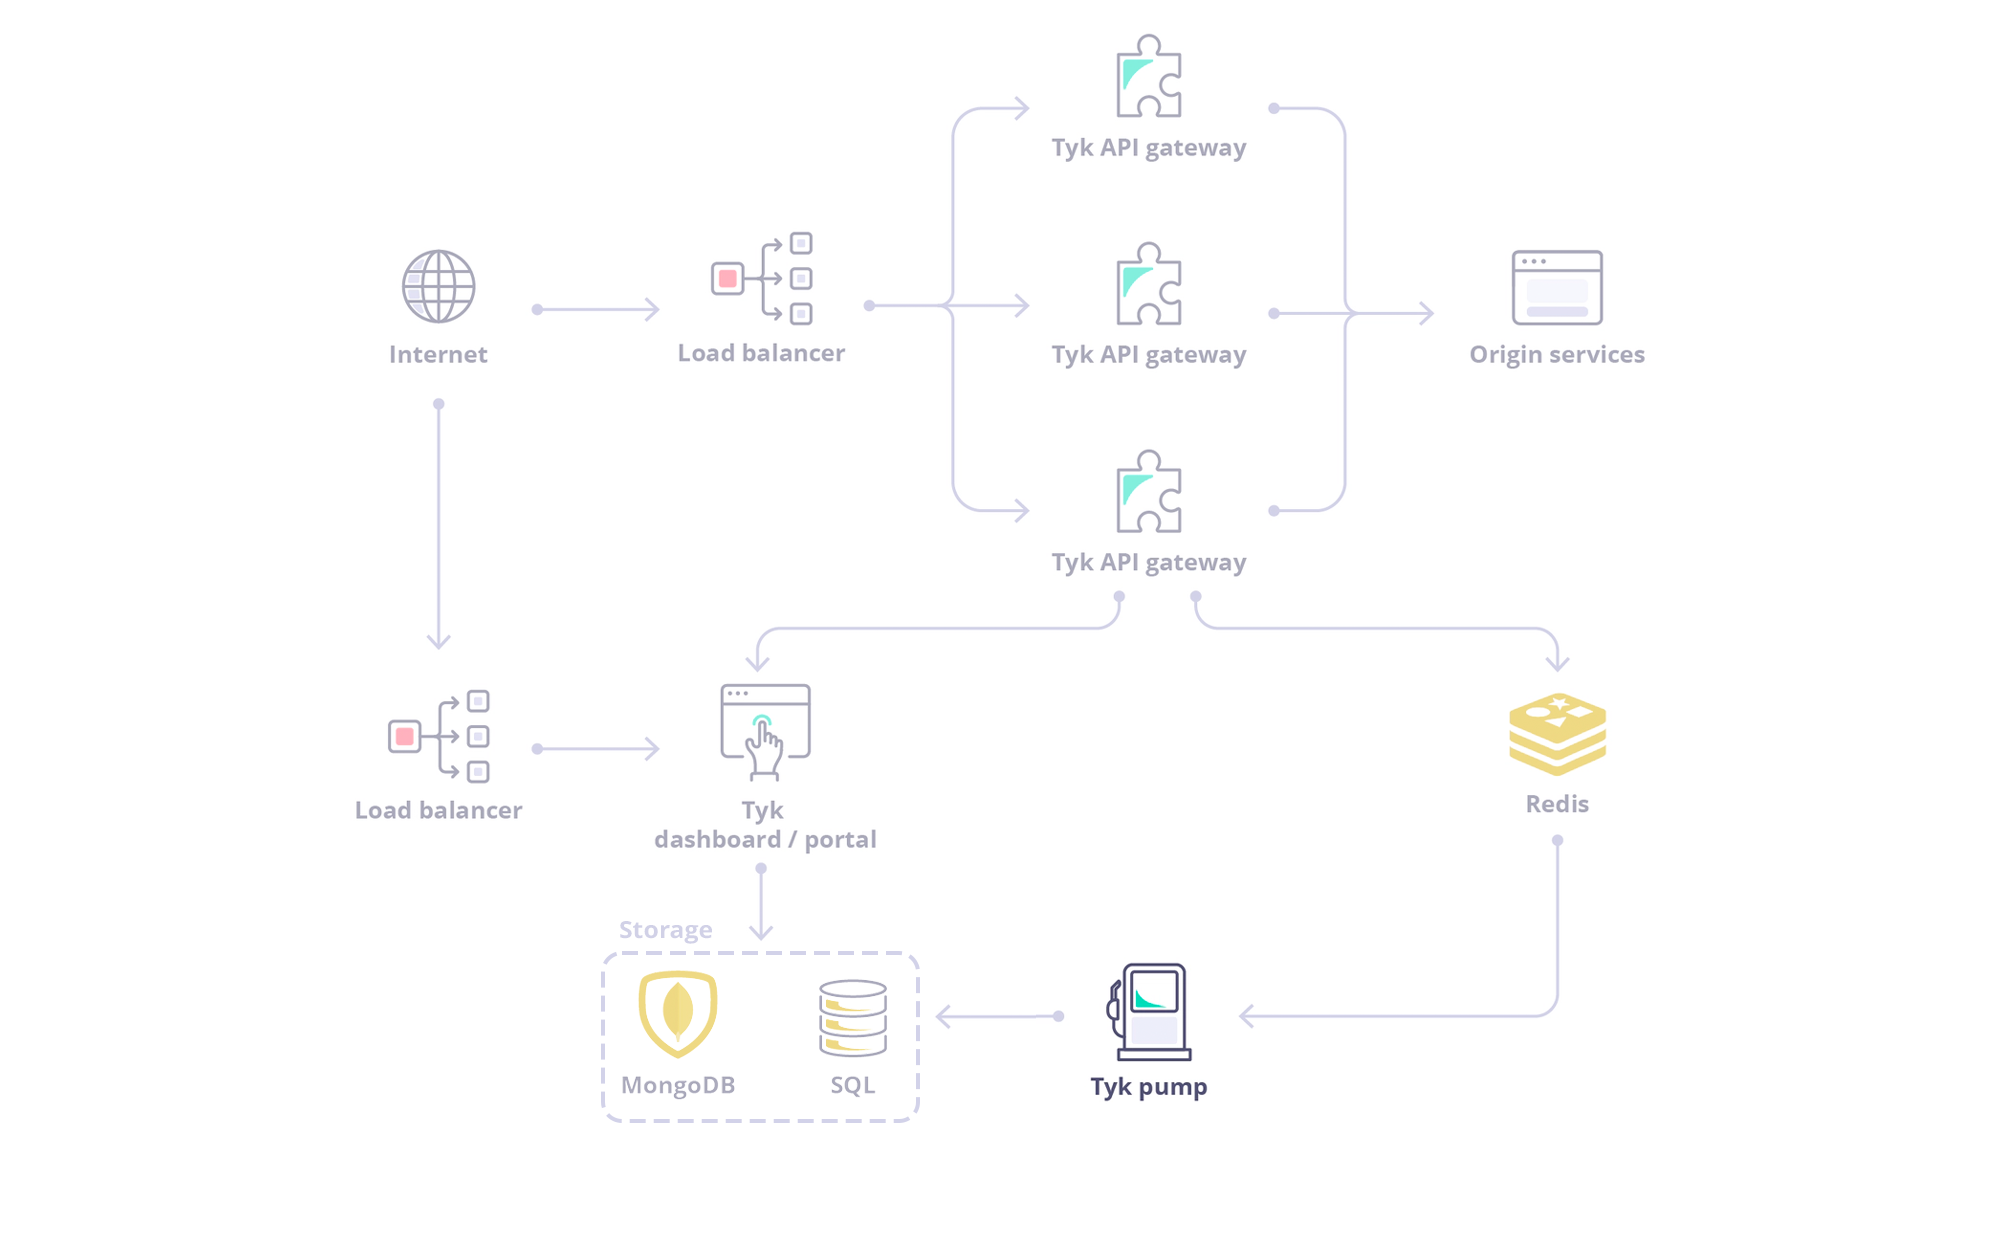 Tyk API gateway
Internet
Load balancer
Tyk API gateway
Origin services
Tyk API gateway
Load balancer
Tyk
dashboard / portal
Redis
Storage
MongoDB
SQL
Tyk pump